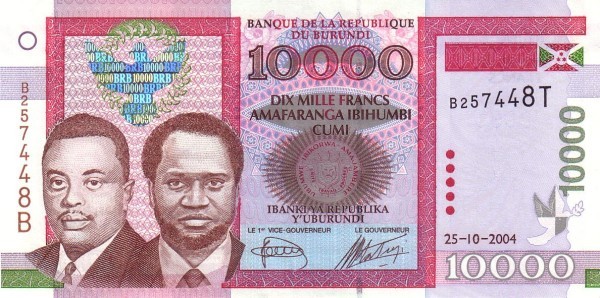 BANQUE DE LA REPUBLIQUE
DU BURUNDI
10000
DIX MILLE FRANCS
AMAFARANGA IBIHUMBI
CUMI
IBANKI YA REPUBLIKA
Y'UBURUNDI
LE 1er VICE-GOUVERNEUR
LE GOUVERNEUR
B257448B
B257448T
10000
25-10-2004
10000